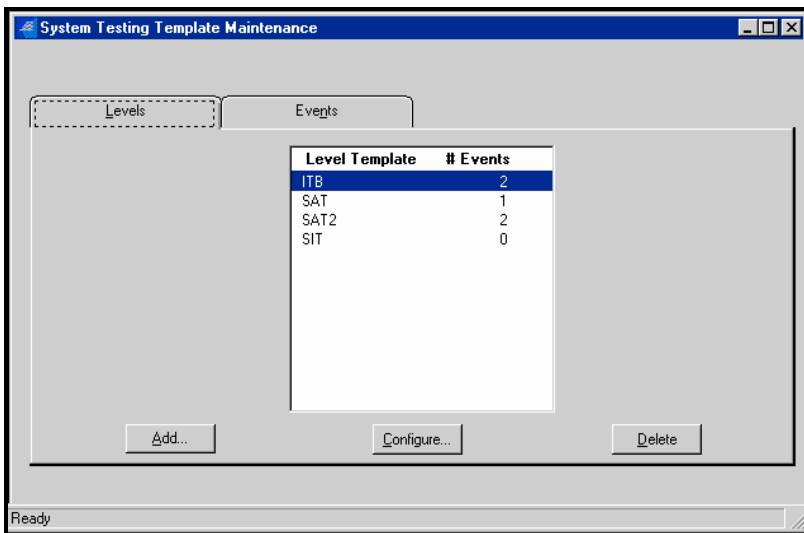 System Testing Template Maintenance
Levels Events
Level Template # Events
ITB 2
SAT 1
SAT2 2
SIT 0
Add... Configure... Delete
Ready